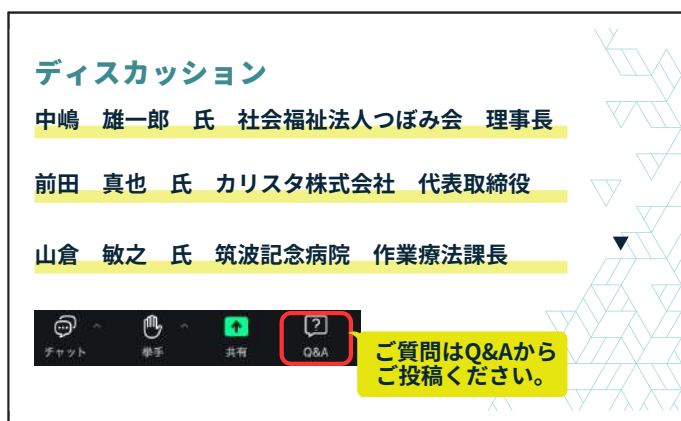 ディスカッション
中嶋　雄一郎　氏　社会福祉法人つぼみ会　理事長
前田　真也　氏　カリスタ株式会社　代表取締役
山倉　敏之　氏　筑波記念病院　作業療法課長
チャット　挙手　共有　Q&A
ご質問はQ&Aから
ご投稿ください。